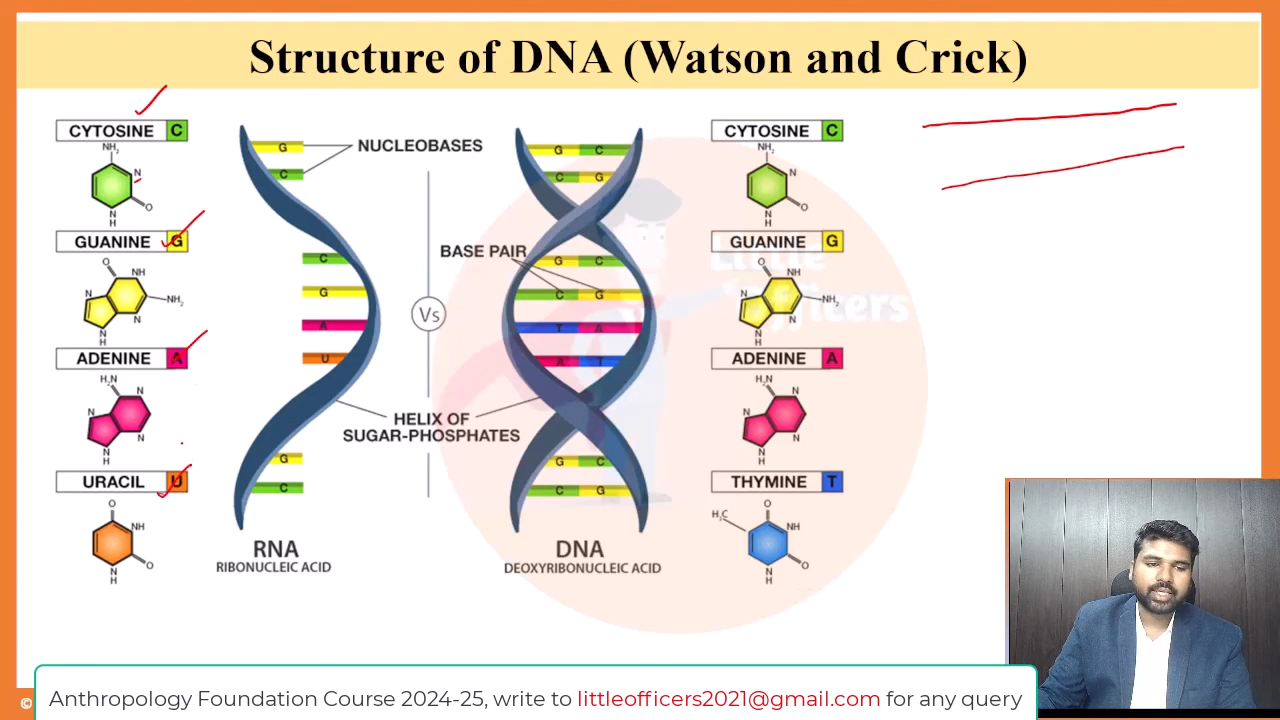 Structure of DNA (Watson and Crick)
CYTOSINE C
NH₂
N
N
H
O
GUANINE G
O
NH
N
NH₂
N
N
H
ADENINE A
H₂N
N
N
N
N
H
URACIL U
O
NH
O
N
H
G
C
C
G
A
U
G
C
RNA
RIBONUCLEIC ACID
NUCLEOBASES
BASE PAIR
Vs
HELIX OF
SUGAR-PHOSPHATES
G C
C G
G C
C G
T A
A T
G C
C G
DNA
DEOXYRIBONUCLEIC ACID
CYTOSINE C
NH₂
N
N
H
O
GUANINE G
O
NH
N
NH₂
N
N
H
ADENINE A
H₂N
N
N
N
N
H
THYMINE T
H₃C
O
NH
O
N
H
Little
officers
©
Anthropology Foundation Course 2024-25, write to littleofficers2021@gmail.com for any query